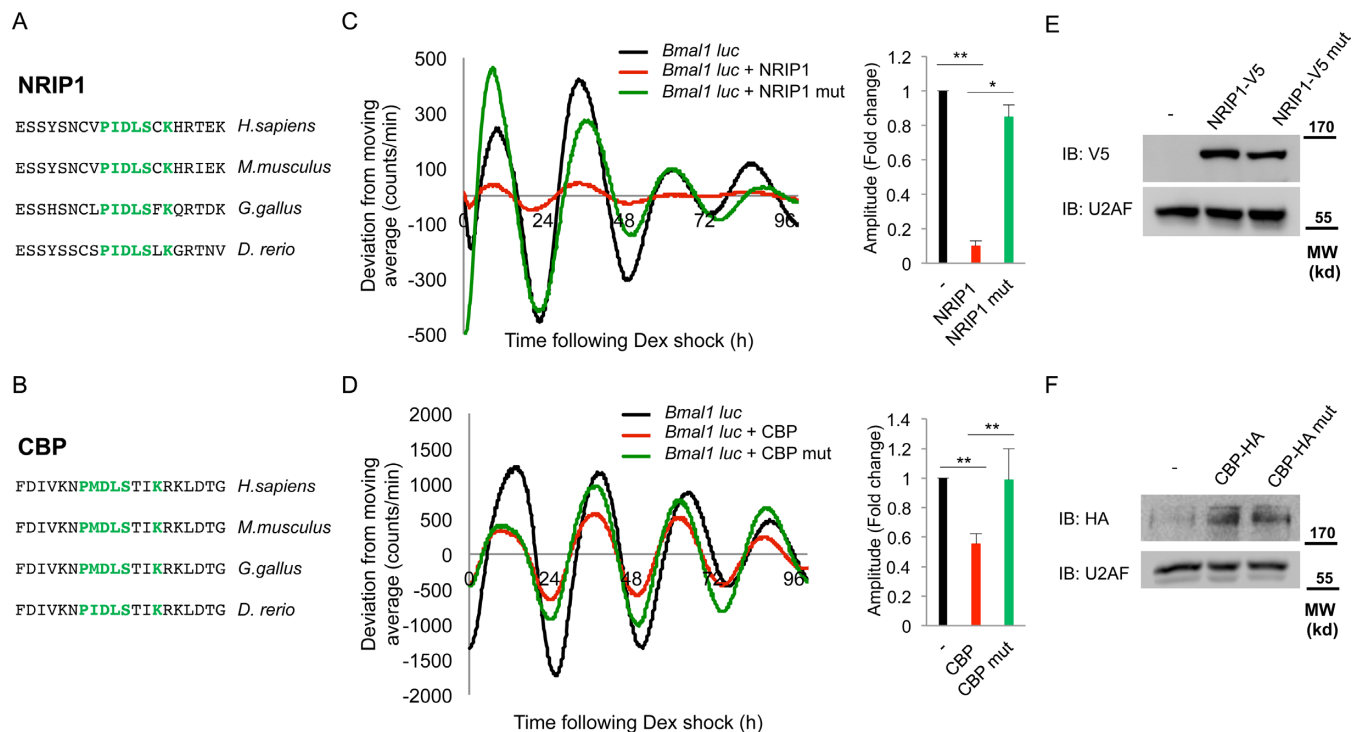 A
NRIP1
ESSYSNCVPIDLSCKHRTEK H.sapiens
ESSYSNCVPIDLSCKHRIEK M.musculus
ESSHSNCLPIDLSFKQRTDK G.gallus
ESSYSSCSPIDLSLKGRTNV D. rerio
B
CBP
FDIVKNPMDLSTIKRKLDTG H.sapiens
FDIVKNPMDLSTIKRKLDTG M.musculus
FDIVKNPMDLSTIKRKLDTG G.gallus
FDIVKNPIDLSTIKRKLDTG D. rerio
C
Deviation from moving
average (counts/min)
500
300
100
-100
-300
-500
0 24 48 72 96
Time following Dex shock (h)
Bmal1 luc
Bmal1 luc + NRIP1
Bmal1 luc + NRIP1 mut
Amplitude (Fold change)
1.2
1
0.8
0.6
0.4
0.2
0
**
*
-
NRIP1
NRIP1 mut
D
Deviation from moving
average (counts/min)
2000
1500
1000
500
0
-500
-1000
-1500
-2000
0 24 48 72 96
Time following Dex shock (h)
Bmal1 luc
Bmal1 luc + CBP
Bmal1 luc + CBP mut
Amplitude (Fold change)
1.4
1.2
1
0.8
0.6
0.4
0.2
0
**
**
-
CBP
CBP mut
E
-
NRIP1-V5
NRIP1-V5 mut
IB: V5
IB: U2AF
170
55
MW
(kd)
F
-
CBP-HA
CBP-HA mut
IB: HA
IB: U2AF
170
55
MW
(kd)